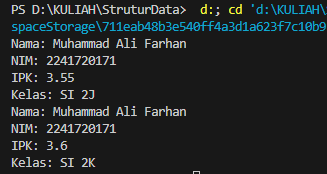 PS D:\KULIAH\StruturData> d:; cd 'd:\KULIAH\
spaceStorage\711eab48b3e540ff4a3d1a623f7c10b9
Nama: Muhammad Ali Farhan
NIM: 2241720171
IPK: 3.55
Kelas: SI 2J
Nama: Muhammad Ali Farhan
NIM: 2241720171
IPK: 3.6
Kelas: SI 2K